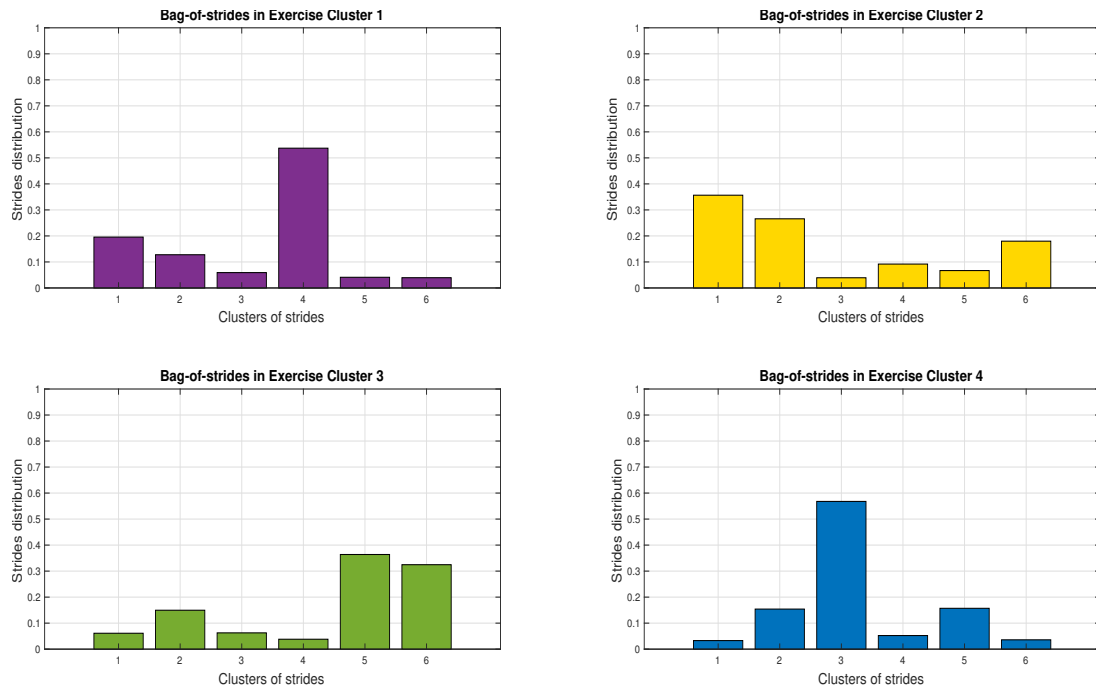 Bag-of-strides in Exercise Cluster 1
1
0.9
0.8
0.7
0.6
0.5
0.4
0.3
0.2
0.1
0
Strides distribution
1 2 3 4 5 6
Clusters of strides
Bag-of-strides in Exercise Cluster 2
1
0.9
0.8
0.7
0.6
0.5
0.4
0.3
0.2
0.1
0
Strides distribution
1 2 3 4 5 6
Clusters of strides
Bag-of-strides in Exercise Cluster 3
1
0.9
0.8
0.7
0.6
0.5
0.4
0.3
0.2
0.1
0
Strides distribution
1 2 3 4 5 6
Clusters of strides
Bag-of-strides in Exercise Cluster 4
1
0.9
0.8
0.7
0.6
0.5
0.4
0.3
0.2
0.1
0
Strides distribution
1 2 3 4 5 6
Clusters of strides